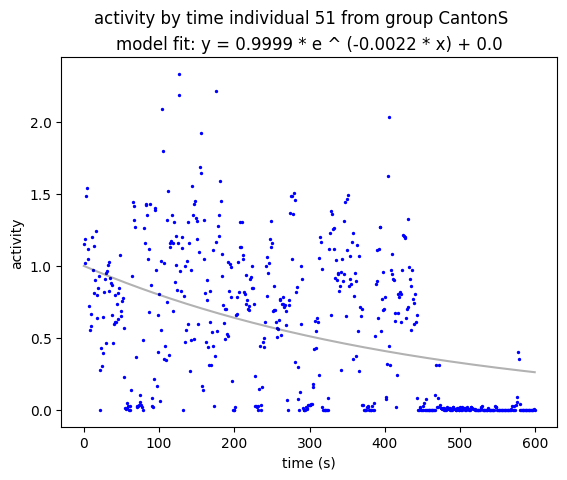 activity by time individual 51 from group CantonS
model fit: y = 0.9999 * e ^ (-0.0022 * x) + 0.0
2.0
1.5
1.0
0.5
0.0
activity
0 100 200 300 400 500 600
time (s)